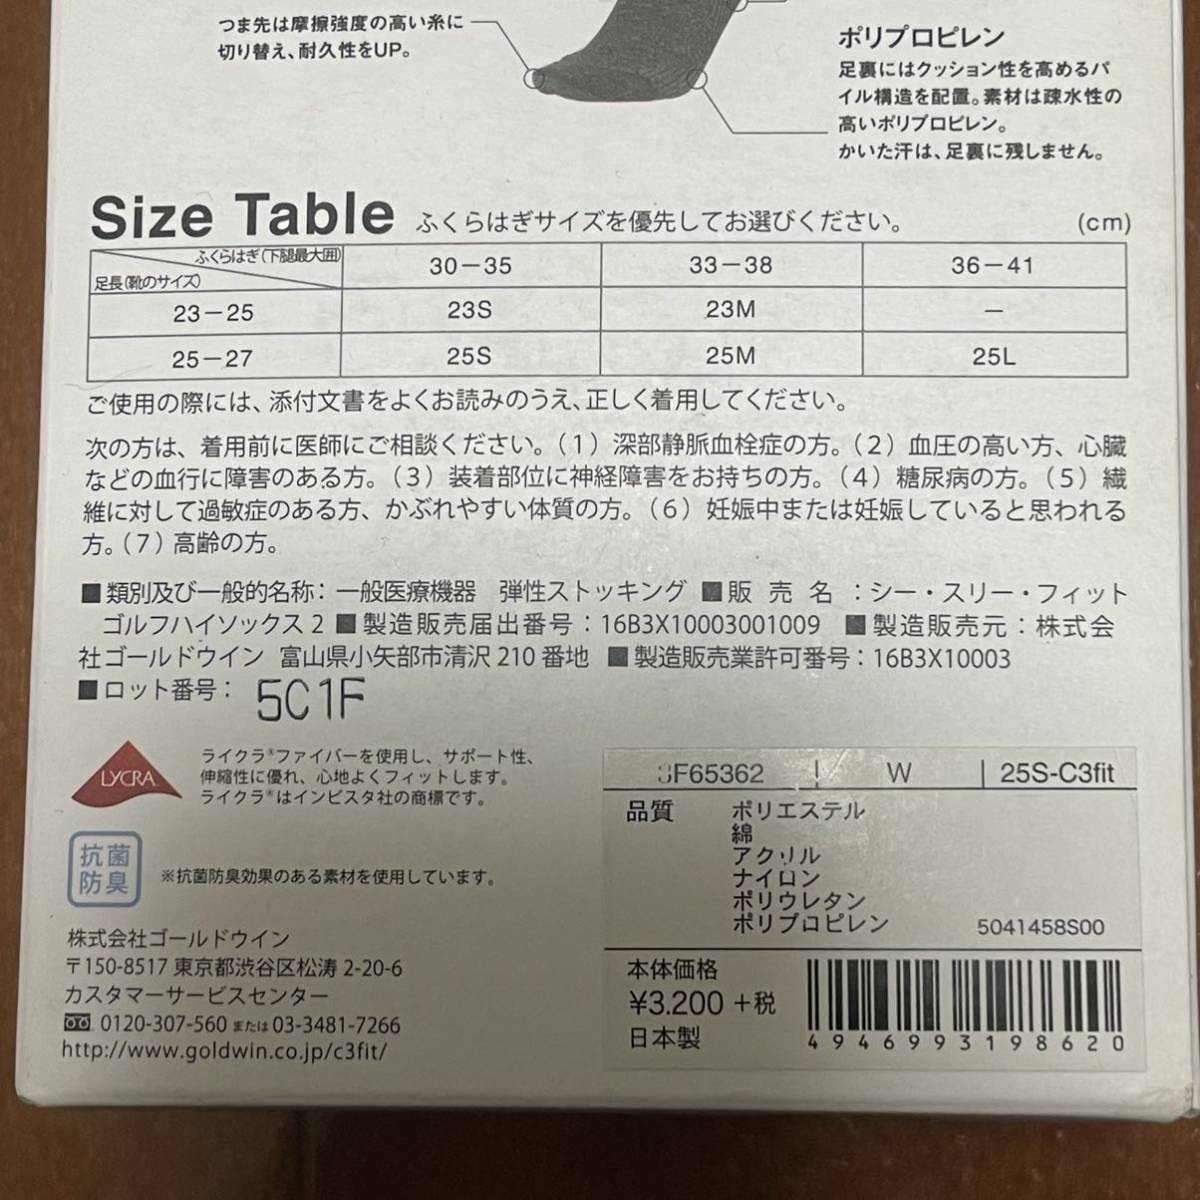 つま先は摩擦強度の高い糸に
切り替え、耐久性をUP。
ポリプロピレン
足裏にはクッション性を高めるパ
イル構造を配置。素材は疎水性の
高いポリプロピレン。
かいた汗は、足裏に残しません。
Size Table ふくらはぎサイズを優先してお選びください。 (cm)
ふくらはぎ(下腿最大囲) 30−35 33−38 36−41
足長(靴のサイズ)
23−25 23S 23M −
25−27 25S 25M 25L
ご使用の際には、添付文書をよくお読みのうえ、正しく着用してください。
次の方は、着用前に医師にご相談ください。(1)深部静脈血栓症の方。(2)血圧の高い方、心臓
などの血行に障害のある方。(3)装着部位に神経障害をお持ちの方。(4)糖尿病の方。(5)繊
維に対して過敏症のある方、かぶれやすい体質の方。(6)妊娠中または妊娠していると思われる
方。(7)高齢の方。
■類別及び一般的名称：一般医療機器 弾性ストッキング ■販 売 名 ：シー・スリー・フィット
ゴルフハイソックス2 ■製造販売届出番号：16B3X10003001009 ■製造販売元：株式会
社ゴールドウイン 富山県小矢部市清沢210番地 ■製造販売業許可番号：16B3X10003
■ロット番号： 5C1F
LYCRA
ライクラ®ファイバーを使用し、サポート性、
伸縮性に優れ、心地よくフィットします。
ライクラ®はインビスタ社の商標です。
抗菌
防臭
※抗菌防臭効果のある素材を使用しています。
株式会社ゴールドウイン
〒150-8517 東京都渋谷区松涛 2-20-6
カスタマーサービスセンター
0120-307-560 または 03-3481-7266
http://www.goldwin.co.jp/c3fit/
3F65362 W 25S-C3fit
品質 ポリエステル
綿
アクリル
ナイロン
ポリウレタン
ポリプロピレン 5041458S00
本体価格
¥3,200 +税
日本製
4946993198620